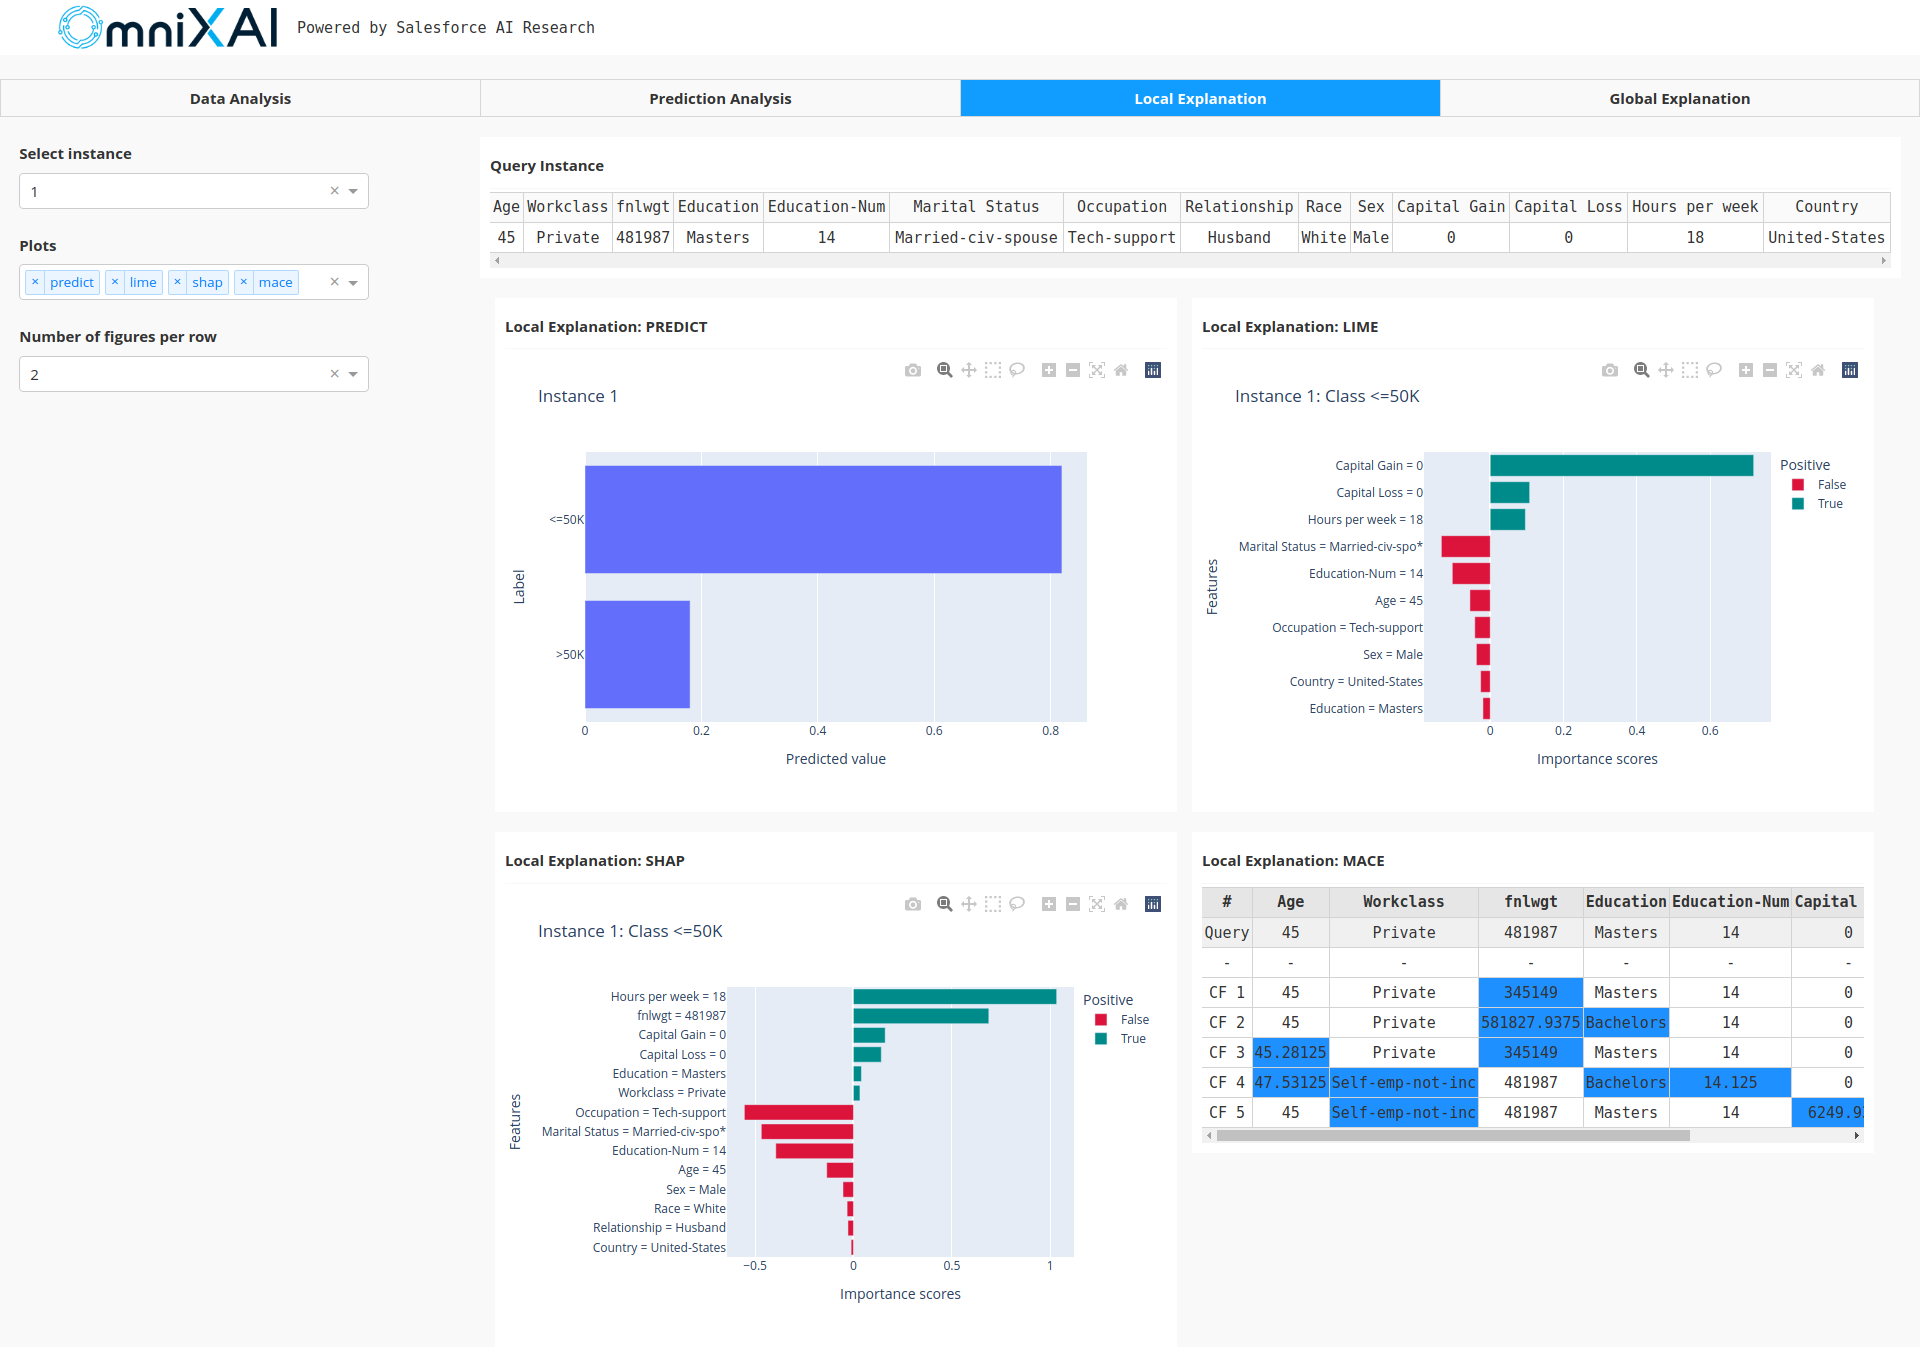 OmniXAI Powered by Salesforce AI Research
Data Analysis Prediction Analysis Local Explanation Global Explanation
Select instance
1
Plots
× predict × lime × shap × mace
Number of figures per row
2
Query Instance
Age Workclass fnlwgt Education Education-Num Marital Status Occupation Relationship Race Sex Capital Gain Capital Loss Hours per week Country
45 Private 481987 Masters 14 Married-civ-spouse Tech-support Husband White Male 0 0 18 United-States
Local Explanation: PREDICT
Instance 1
Label
<=50K
>50K
0 0.2 0.4 0.6 0.8
Predicted value
Local Explanation: LIME
Instance 1: Class <=50K
Features
Capital Gain = 0
Capital Loss = 0
Hours per week = 18
Marital Status = Married-civ-spo*
Education-Num = 14
Age = 45
Occupation = Tech-support
Sex = Male
Country = United-States
Education = Masters
0 0.2 0.4 0.6
Importance scores
Positive
False
True
Local Explanation: SHAP
Instance 1: Class <=50K
Features
Hours per week = 18
fnlwgt = 481987
Capital Gain = 0
Capital Loss = 0
Education = Masters
Workclass = Private
Occupation = Tech-support
Marital Status = Married-civ-spo*
Education-Num = 14
Age = 45
Sex = Male
Race = White
Relationship = Husband
Country = United-States
−0.5 0 0.5 1
Importance scores
Positive
False
True
Local Explanation: MACE
# Age Workclass fnlwgt Education Education-Num Capital
Query 45 Private 481987 Masters 14 0
- - - - - - -
CF 1 45 Private 345149 Masters 14 0
CF 2 45 Private 581827.9375 Bachelors 14 0
CF 3 45.28125 Private 345149 Masters 14 0
CF 4 47.53125 Self-emp-not-inc 481987 Bachelors 14.125 0
CF 5 45 Self-emp-not-inc 481987 Masters 14 6249.9